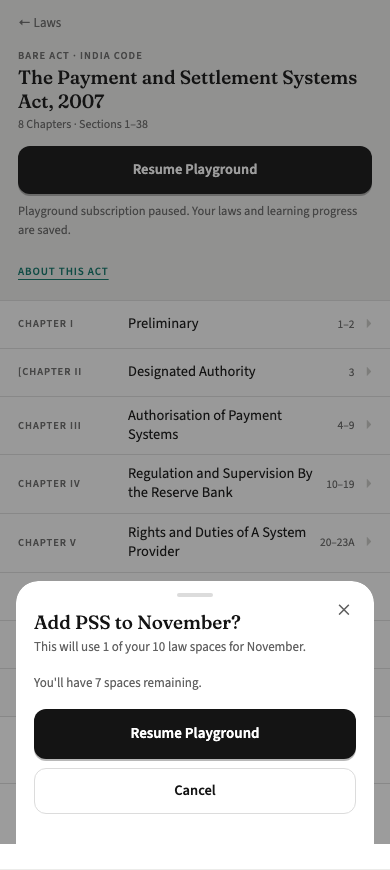 ← Laws
BARE ACT · INDIA CODE
The Payment and Settlement Systems
Act, 2007
8 Chapters · Sections 1–38
Resume Playground
Playground subscription paused. Your laws and learning progress
are saved.
ABOUT THIS ACT
CHAPTER I Preliminary 1–2
[CHAPTER II Designated Authority 3
CHAPTER III Authorisation of Payment
Systems 4–9
CHAPTER IV Regulation and Supervision By
the Reserve Bank 10–19
CHAPTER V Rights and Duties of A System
Provider 20–23A
Add PSS to November?
This will use 1 of your 10 law spaces for November.
You'll have 7 spaces remaining.
Resume Playground
Cancel